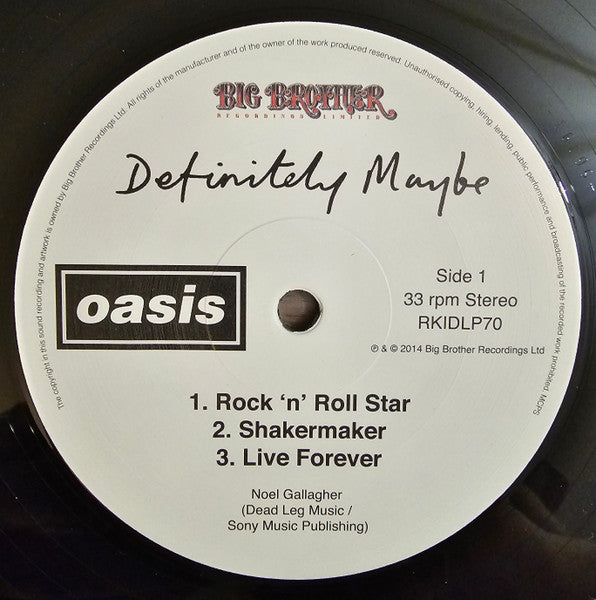 The copyright in this sound recording and artwork is owned by Big Brother Recordings Ltd. All rights of the manufacturer and of the owner of the work produced reserved. Unauthorised copying, hiring, lending, public performance and broadcasting of the recorded work prohibited. MCPS
BIG BROTHER
RECORDINGS LIMITED
Definitely Maybe
oasis
Side 1
33 rpm Stereo
RKIDLP70
℗ & © 2014 Big Brother Recordings Ltd
1. Rock ‘n’ Roll Star
2. Shakermaker
3. Live Forever
Noel Gallagher
(Dead Leg Music /
Sony Music Publishing)